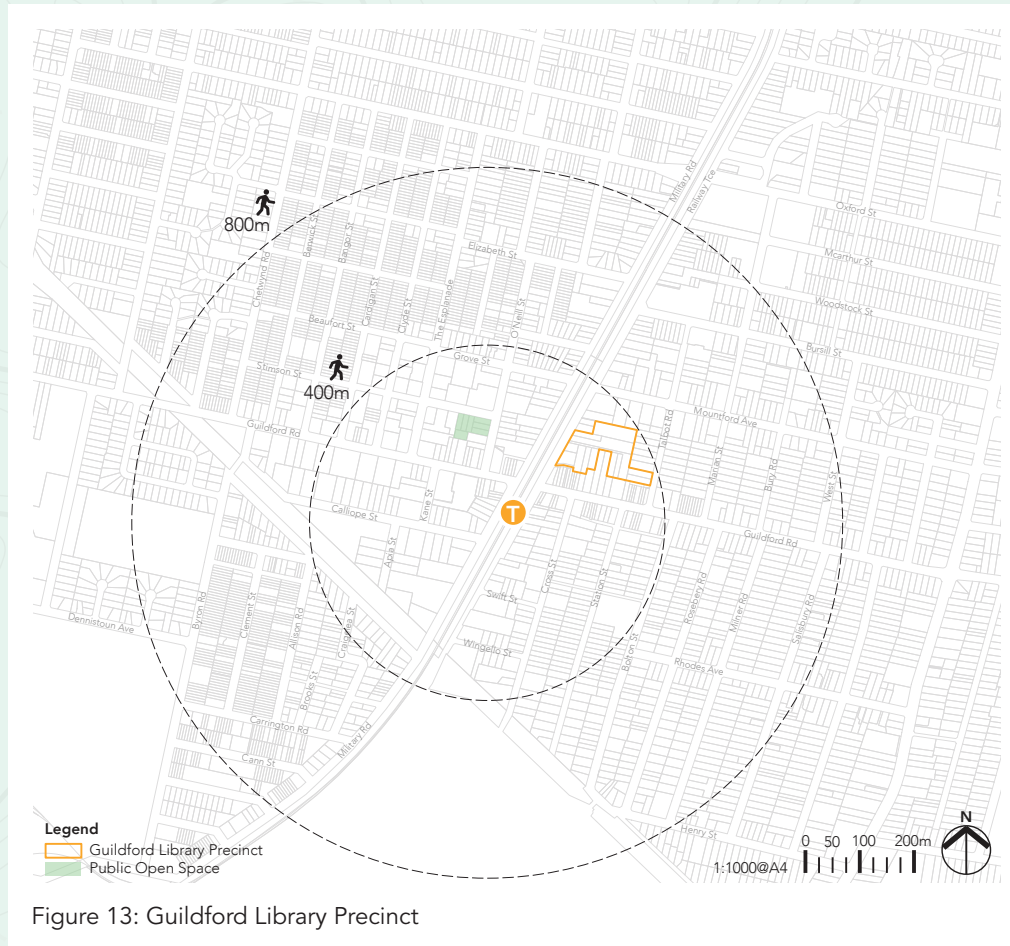 Military Rd
Railway Tce
Oxford St
800m
Berwick St
Bangor St
Chetwynd Rd
Elizabeth St
Mcarthur St
Cardigan St
Clyde St
The Esplanade
O'Neill St
Woodstock St
Beaufort St
Bursill St
Grove St
Stimson St
400m
Mountford Ave
Talbot Rd
Guildford Rd
Marian St
Bury Rd
West St
Kane St
Calliope St
T
Guildford Rd
Apia St
Cross St
Station St
Rosebery Rd
Milner Rd
Salisbury Rd
Byron Rd
Clement St
Alison Rd
Craigslea St
Swift St
Dennistoun Ave
Wingello St
Bolton St
Rhodes Ave
Brooks St
Carrington Rd
Military Rd
Cann St
Henry St
Legend
Guildford Library Precinct
Public Open Space
1:1000@A4
0 50 100 200m
N
Figure 13: Guildford Library Precinct